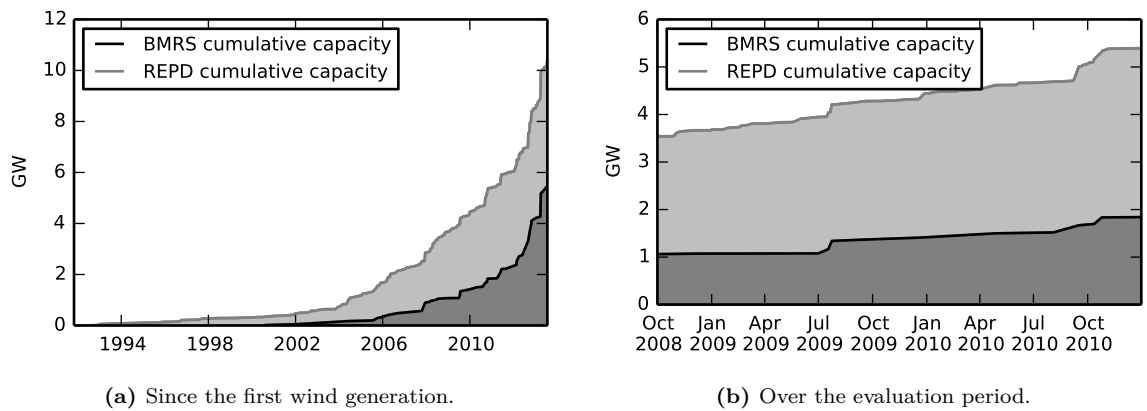 12
10
8
6
4
2
0
GW
BMRS cumulative capacity
REPD cumulative capacity
1994 1998 2002 2006 2010
(a) Since the first wind generation.
6
5
4
3
2
1
0
GW
BMRS cumulative capacity
REPD cumulative capacity
Oct Jan Apr Jul Oct Jan Apr Jul Oct
2008 2009 2009 2009 2009 2010 2010 2010 2010
(b) Over the evaluation period.